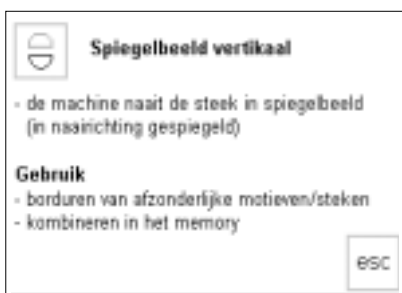 Spiegelbeeld vertikaal
- de machine naait de steek in spiegelbeeld
(in naairichting gespiegeld)
Gebruik
- borduren van afzonderlijke motieven/steken
- kombineren in het memory
esc